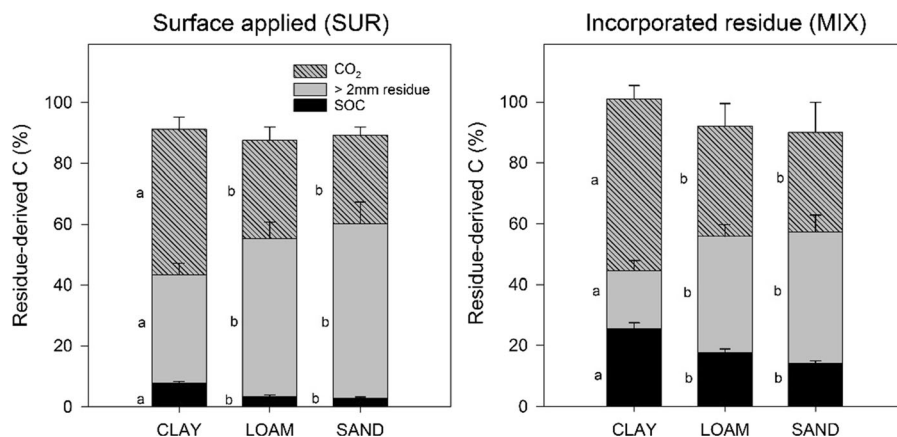 Surface applied (SUR)
CO₂
> 2mm residue
SOC
Residue-derived C (%)
100
80
60
40
20
0
a
b
b
a
b
b
a
b
b
CLAY LOAM SAND
Incorporated residue (MIX)
Residue-derived C (%)
100
80
60
40
20
0
a
b
b
a
b
b
a
b
b
CLAY LOAM SAND